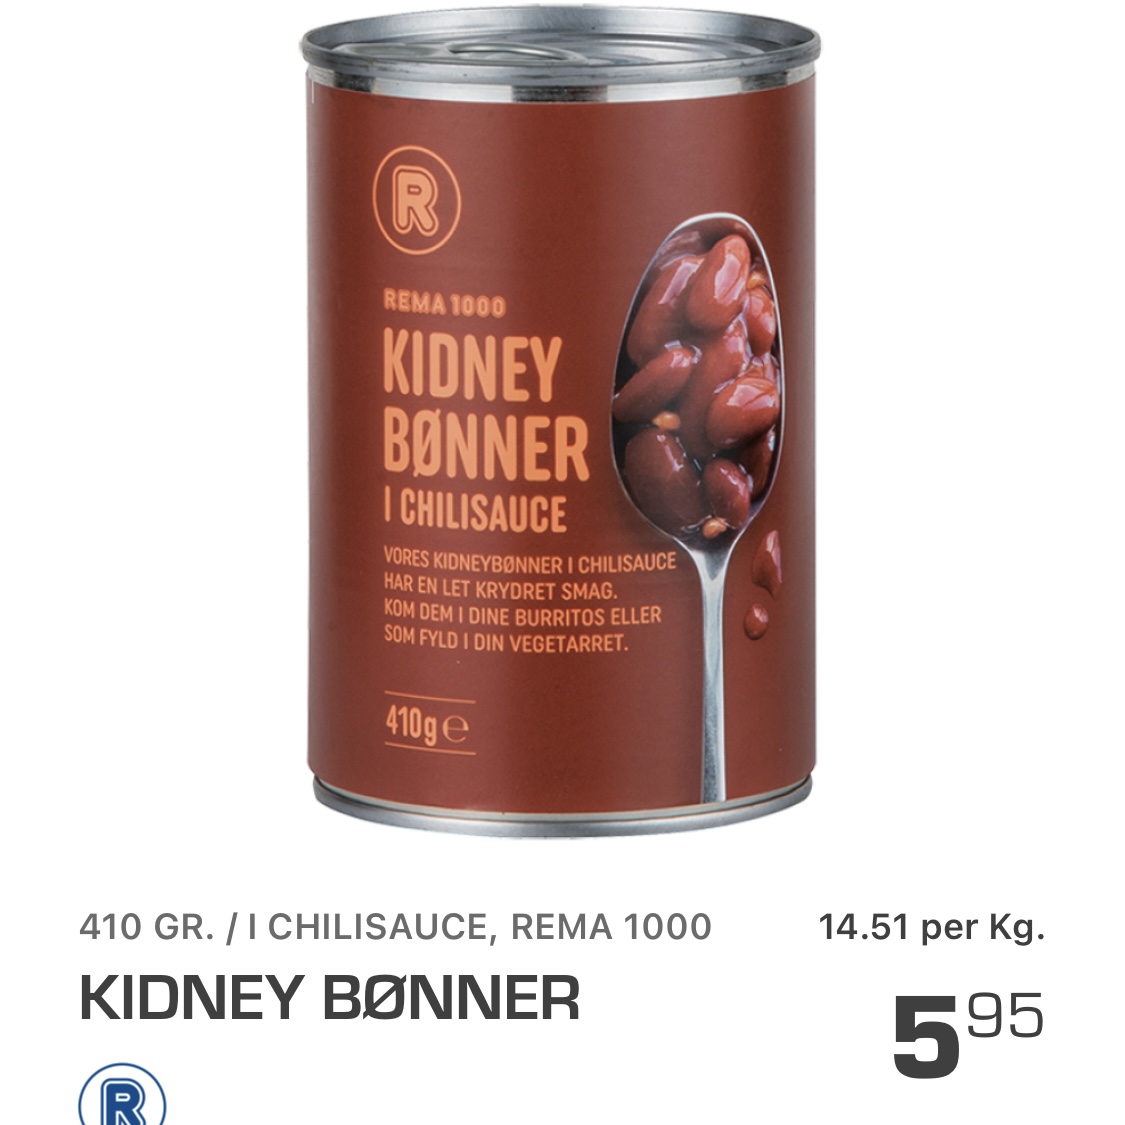 R
REMA 1000
KIDNEY
BØNNER
I CHILISAUCE
VORES KIDNEYBØNNER I CHILISAUCE
HAR EN LET KRYDRET SMAG.
KOM DEM I DINE BURRITOS ELLER
SOM FYLD I DIN VEGETARRET.
410g ℮
410 GR. / I CHILISAUCE, REMA 1000
14.51 per Kg.
KIDNEY BØNNER
5 95
R